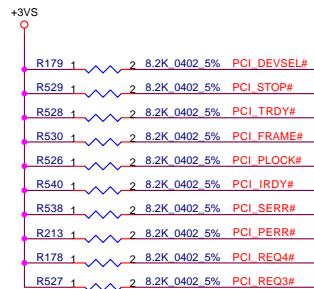 +3VS
R179 1 2 8.2K_0402_5% PCI_DEVSEL#
R529 1 2 8.2K_0402_5% PCI_STOP#
R528 1 2 8.2K_0402_5% PCI_TRDY#
R530 1 2 8.2K_0402_5% PCI_FRAME#
R526 1 2 8.2K_0402_5% PCI_PLOCK#
R540 1 2 8.2K_0402_5% PCI_IRDY#
R538 1 2 8.2K_0402_5% PCI_SERR#
R213 1 2 8.2K_0402_5% PCI_PERR#
R178 1 2 8.2K_0402_5% PCI_REQ4#
R527 1 2 8.2K_0402_5% PCI_REQ3#